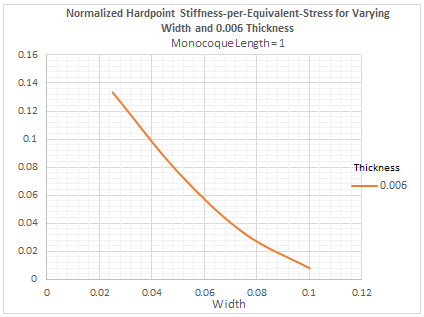 Normalized Hardpoint Stiffness-per-Equivalent-Stress for Varying
Width and 0.006 Thickness
Monocoque Length = 1
0.16
0.14
0.12
0.1
0.08
0.06
0.04
0.02
0
Thickness
0.006
0 0.02 0.04 0.06 0.08 0.1 0.12
Width